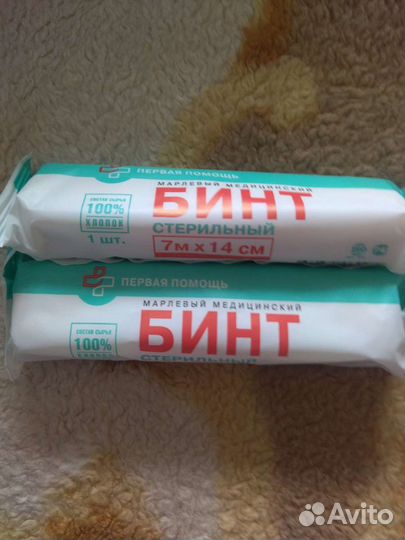 ПЕРВАЯ ПОМОЩЬ
МАРЛЕВЫЙ МЕДИЦИНСКИЙ
СОСТАВ СЫРЬЯ
100%
ХЛОПОК
БИНТ
СТЕРИЛЬНЫЙ
1 шт.
7м х 14 см
ПЕРВАЯ ПОМОЩЬ
МАРЛЕВЫЙ МЕДИЦИНСКИЙ
СОСТАВ СЫРЬЯ
100%
ХЛОПОК
БИНТ
СТЕРИЛЬНЫЙ
Avito